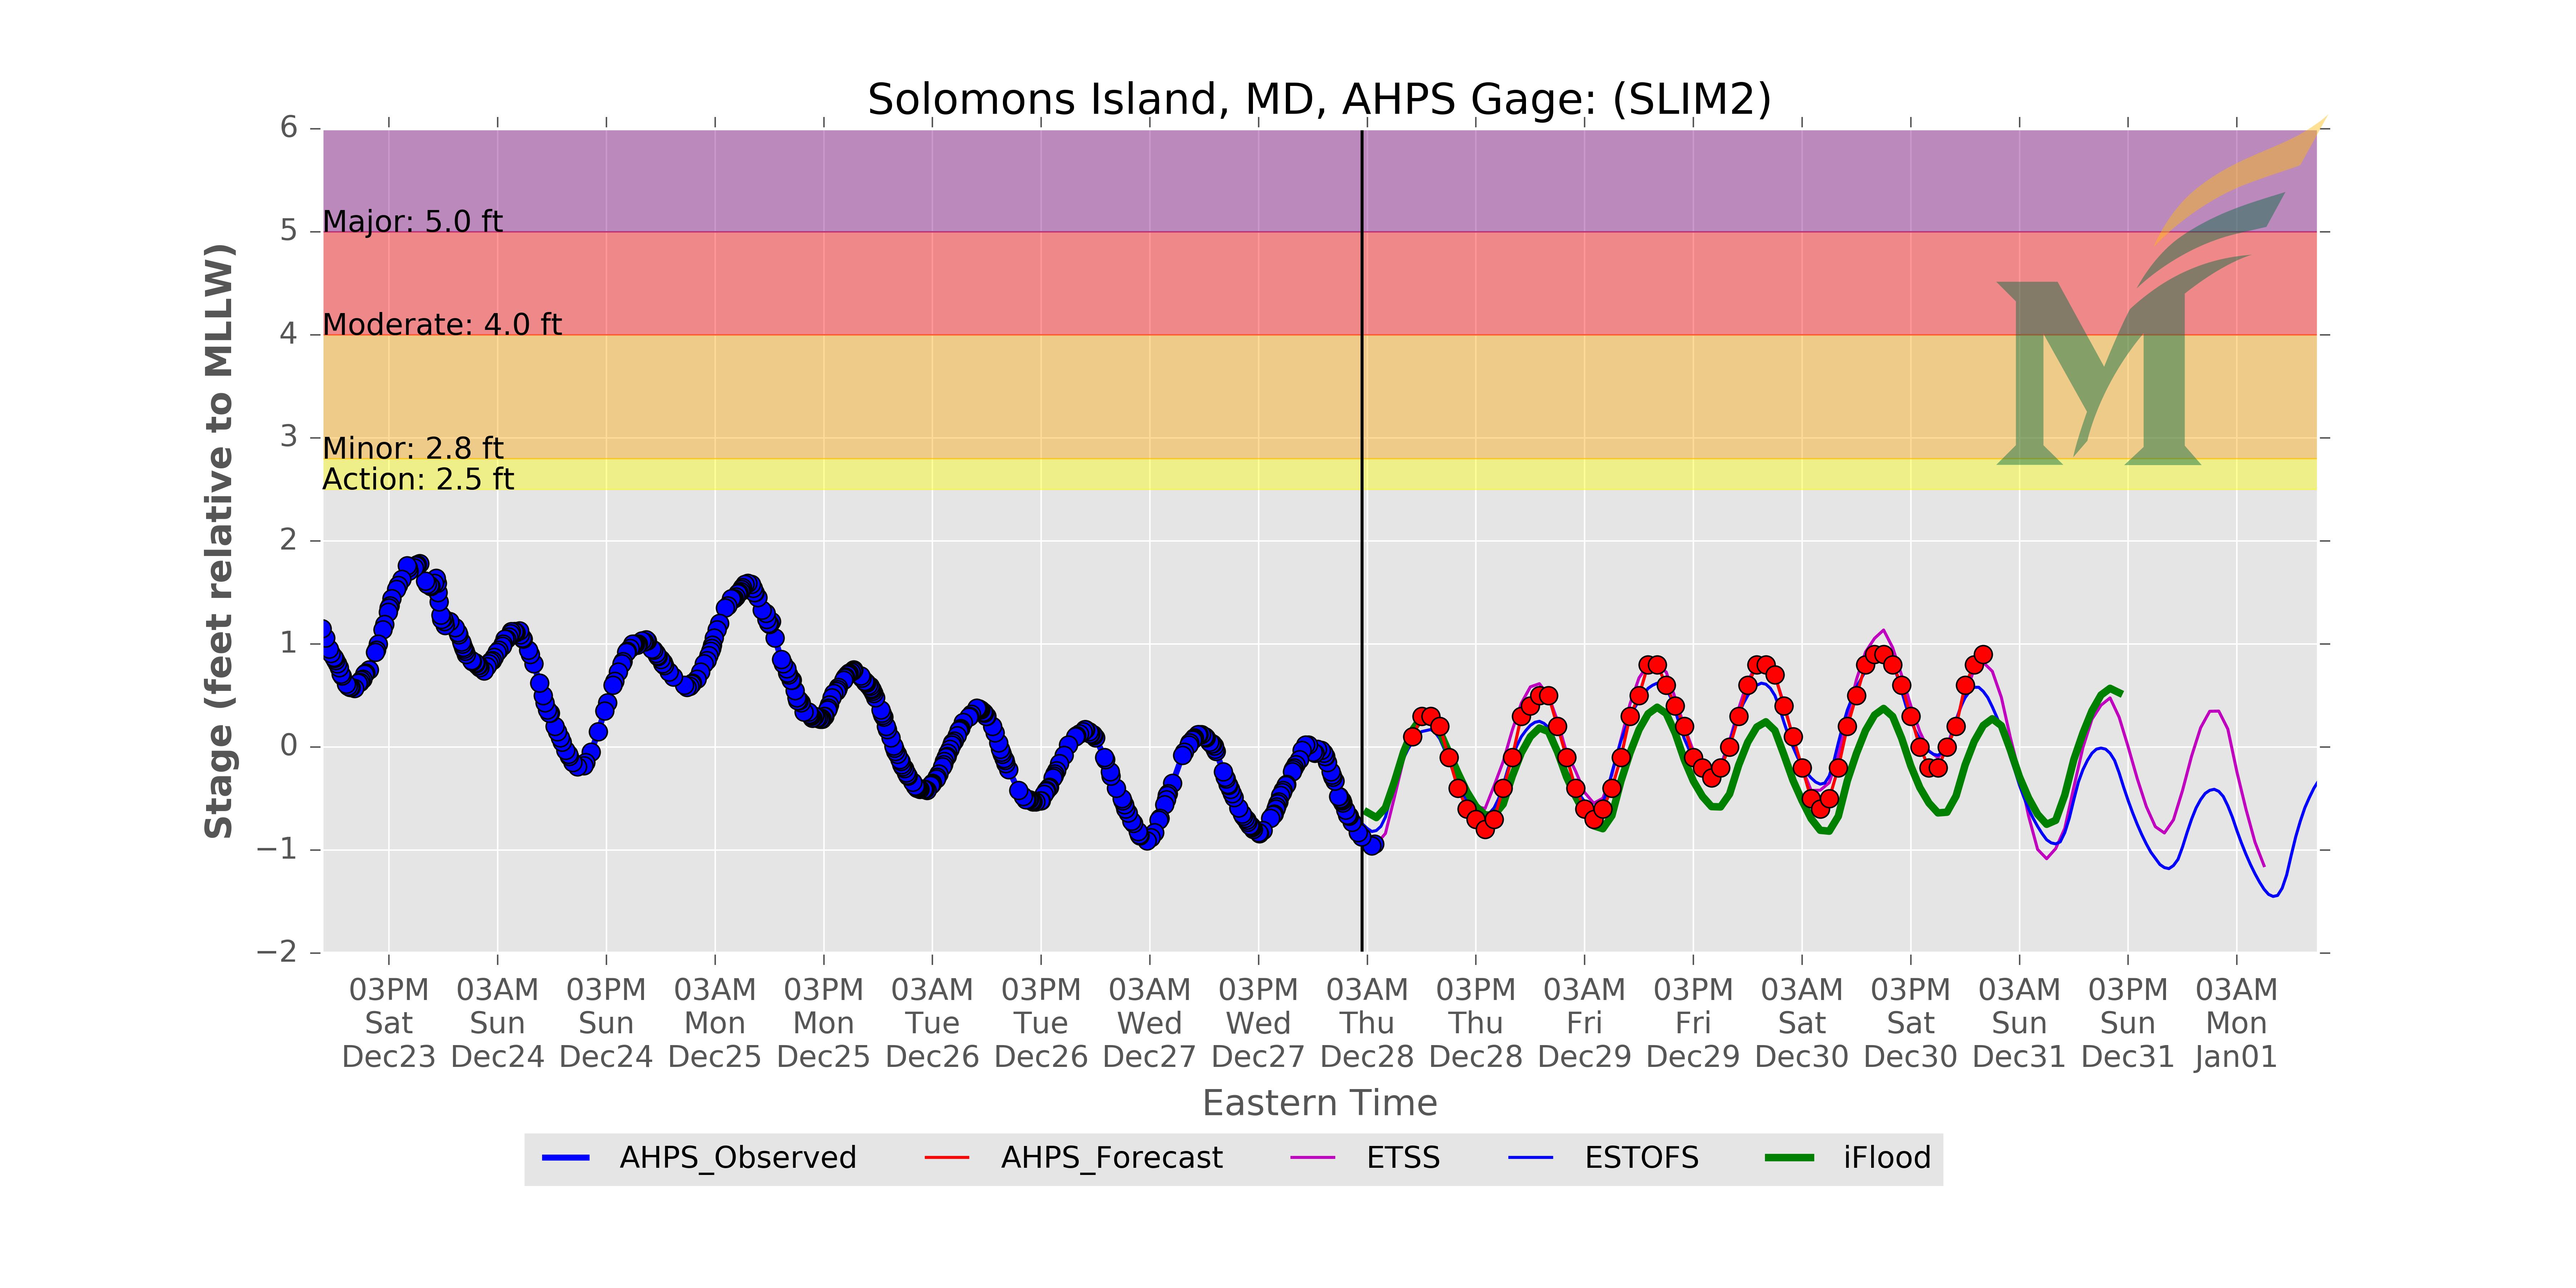 Solomons Island, MD, AHPS Gage: (SLIM2)
6
5
4
3
2
1
0
−1
−2
Stage (feet relative to MLLW)
Major: 5.0 ft
Moderate: 4.0 ft
Minor: 2.8 ft
Action: 2.5 ft
M
03PM 03AM 03PM 03AM 03PM 03AM 03PM 03AM 03PM 03AM 03PM 03AM 03PM 03AM 03PM 03AM 03PM 03AM
Sat Sun Sun Mon Mon Tue Tue Wed Wed Thu Thu Fri Fri Sat Sat Sun Sun Mon
Dec23 Dec24 Dec24 Dec25 Dec25 Dec26 Dec26 Dec27 Dec27 Dec28 Dec28 Dec29 Dec29 Dec30 Dec30 Dec31 Dec31 Jan01
Eastern Time
AHPS_Observed AHPS_Forecast ETSS ESTOFS iFlood